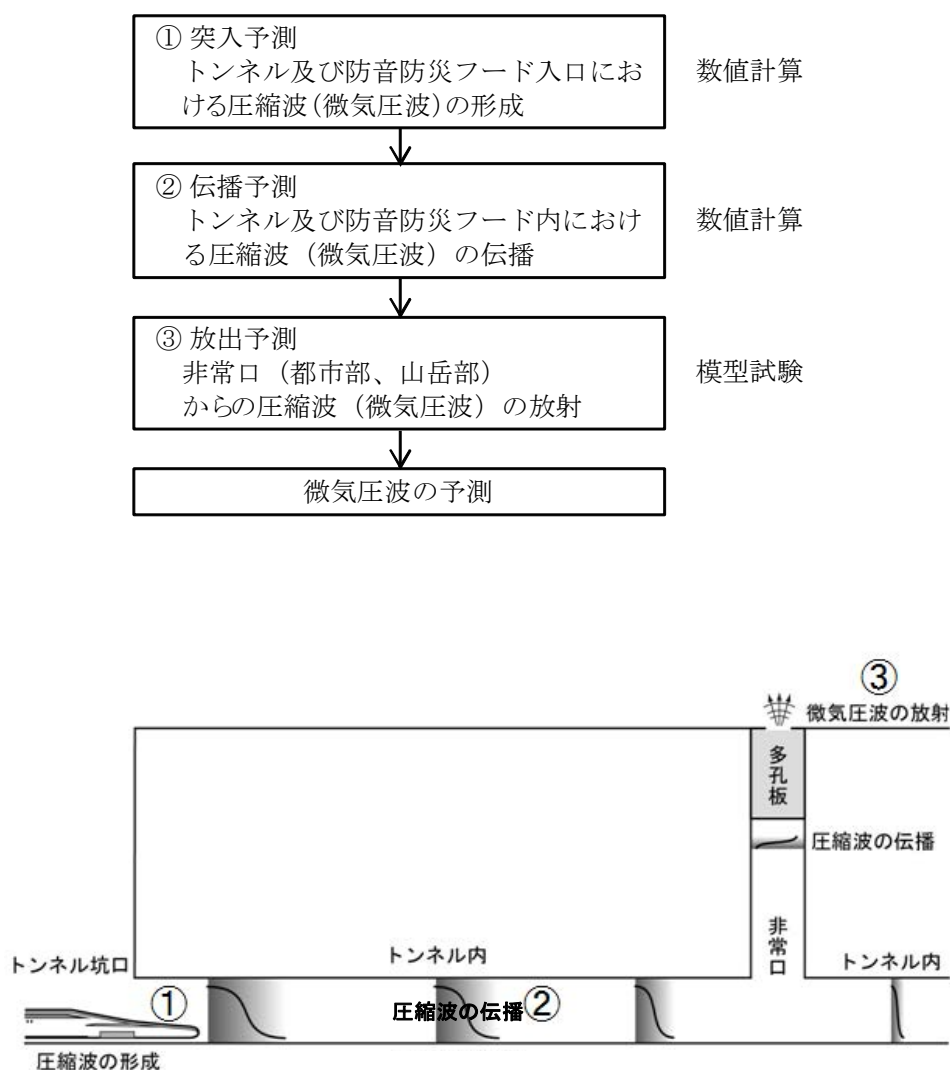 ① 突入予測
トンネル及び防音防災フード入口にお
ける圧縮波(微気圧波)の形成
数値計算
② 伝播予測
トンネル及び防音防災フード内におけ
る圧縮波（微気圧波）の伝播
数値計算
③ 放出予測
非常口（都市部、山岳部）
からの圧縮波（微気圧波）の放射
模型試験
微気圧波の予測
③
微気圧波の放射
多孔板
圧縮波の伝播
非常口
トンネル坑口
トンネル内
トンネル内
①
圧縮波の伝播②
圧縮波の形成